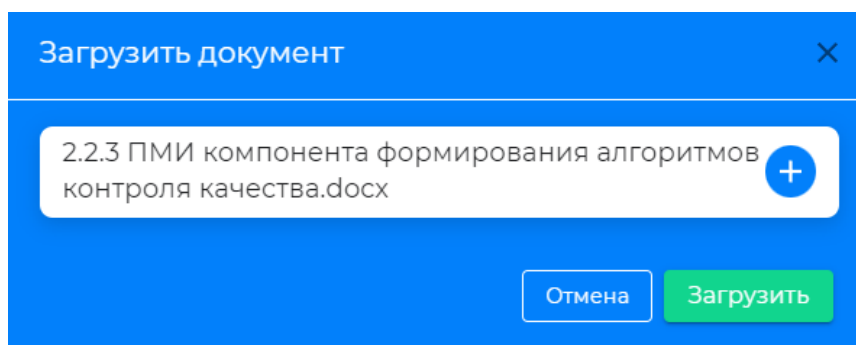 Загрузить документ
2.2.3 ПМИ компонента формирования алгоритмов
контроля качества.docx
Отмена
Загрузить